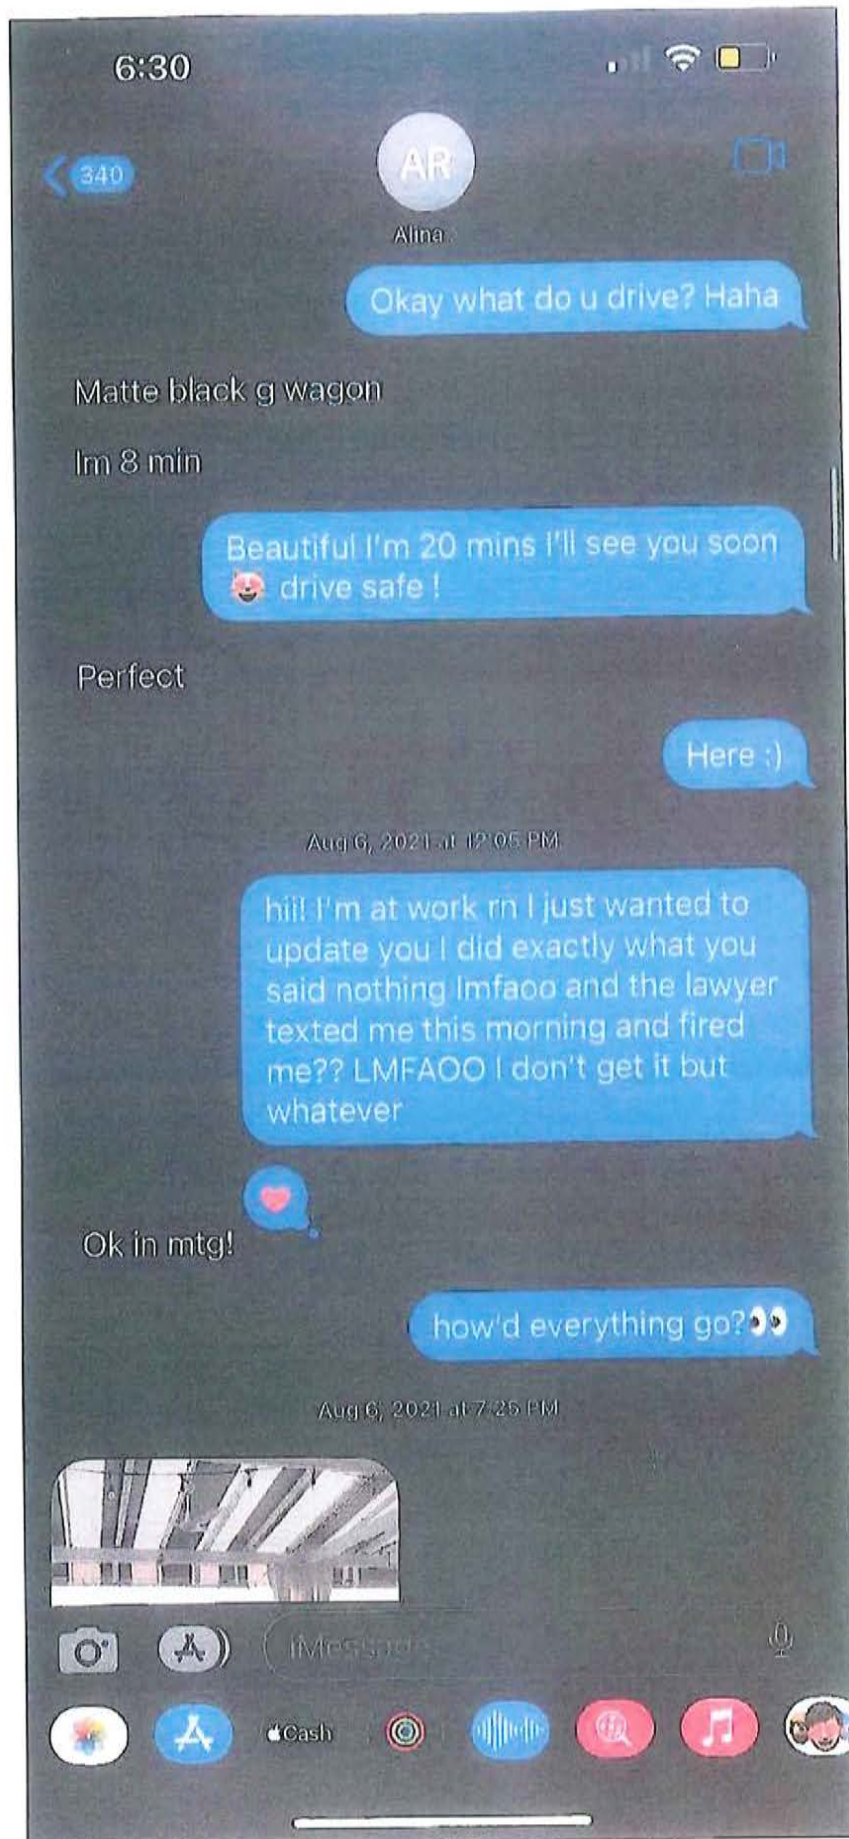 6:30
340
AR
Alina
Okay what do u drive? Haha
Matte black g wagon
Im 8 min
Beautiful I'm 20 mins I'll see you soon
😻 drive safe !
Perfect
Here :)
Aug 6, 2021 at 12:05 PM
hii! I'm at work rn I just wanted to
update you I did exactly what you
said nothing lmfaoo and the lawyer
texted me this morning and fired
me?? LMFAOO I don't get it but
whatever
Ok in mtg!
how'd everything go?👀
Aug 6, 2021 at 7:25 PM
iMessage
Cash